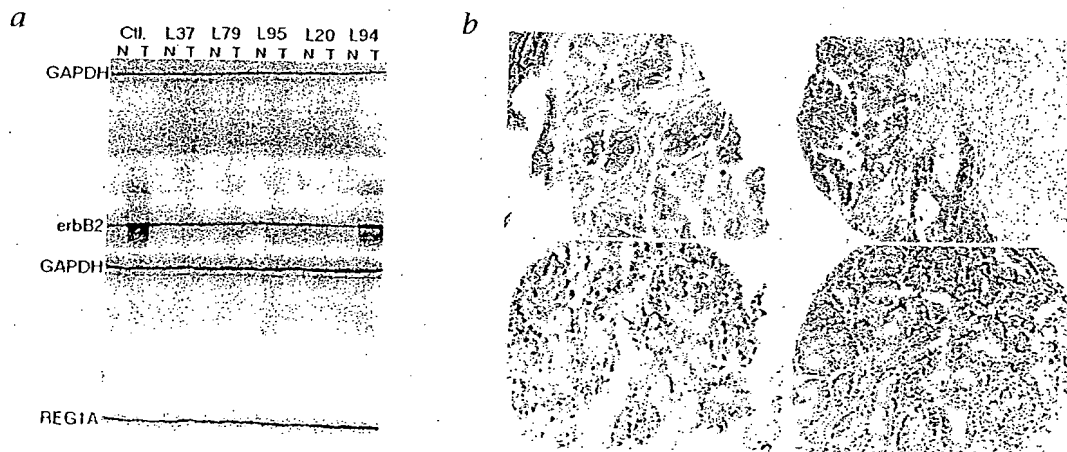 a
Ctl. L37 L79 L95 L20 L94
N T N T N T N T N T N T
GAPDH
erbB2
GAPDH
REG1A
b